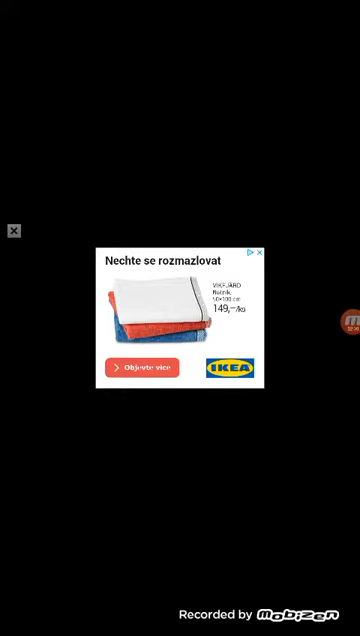 Nechte se rozmazlovat
VIKFJÄRD
Ručník,
50×100 cm
149,–/ks
Objevte více
IKEA
Recorded by Mobizen